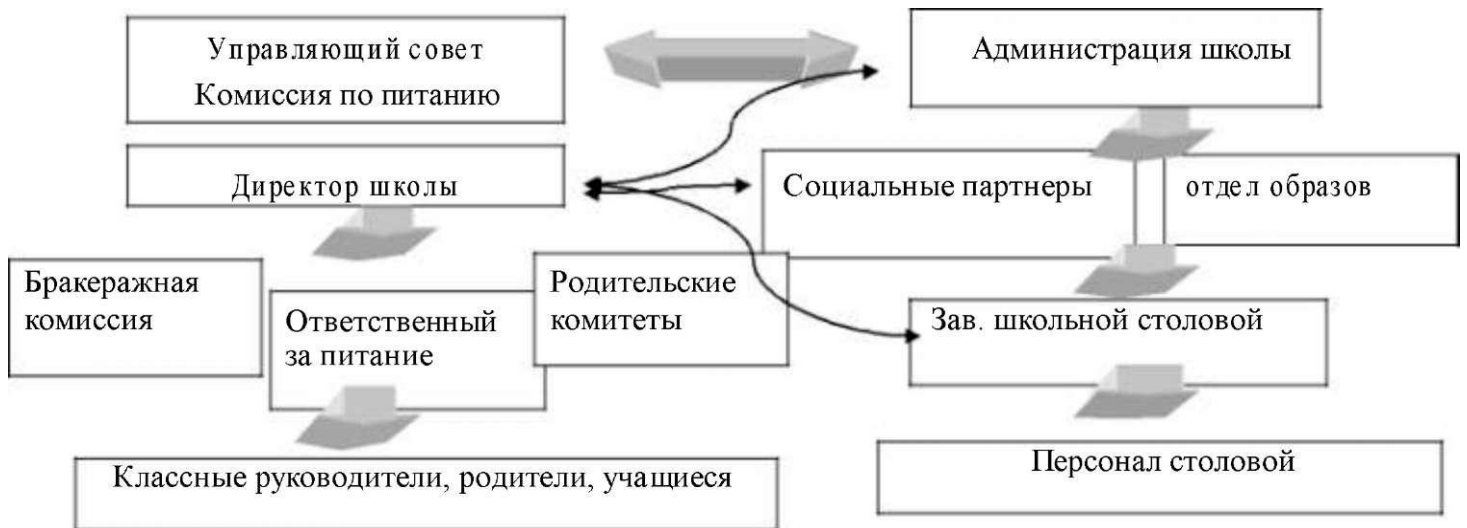 Управляющий совет
Комиссия по питанию
Администрация школы
Директор школы
Социальные партнеры
отдел образов
Бракеражная
комиссия
Ответственный
за питание
Родительские
комитеты
Зав. школьной столовой
Классные руководители, родители, учащиеся
Персонал столовой